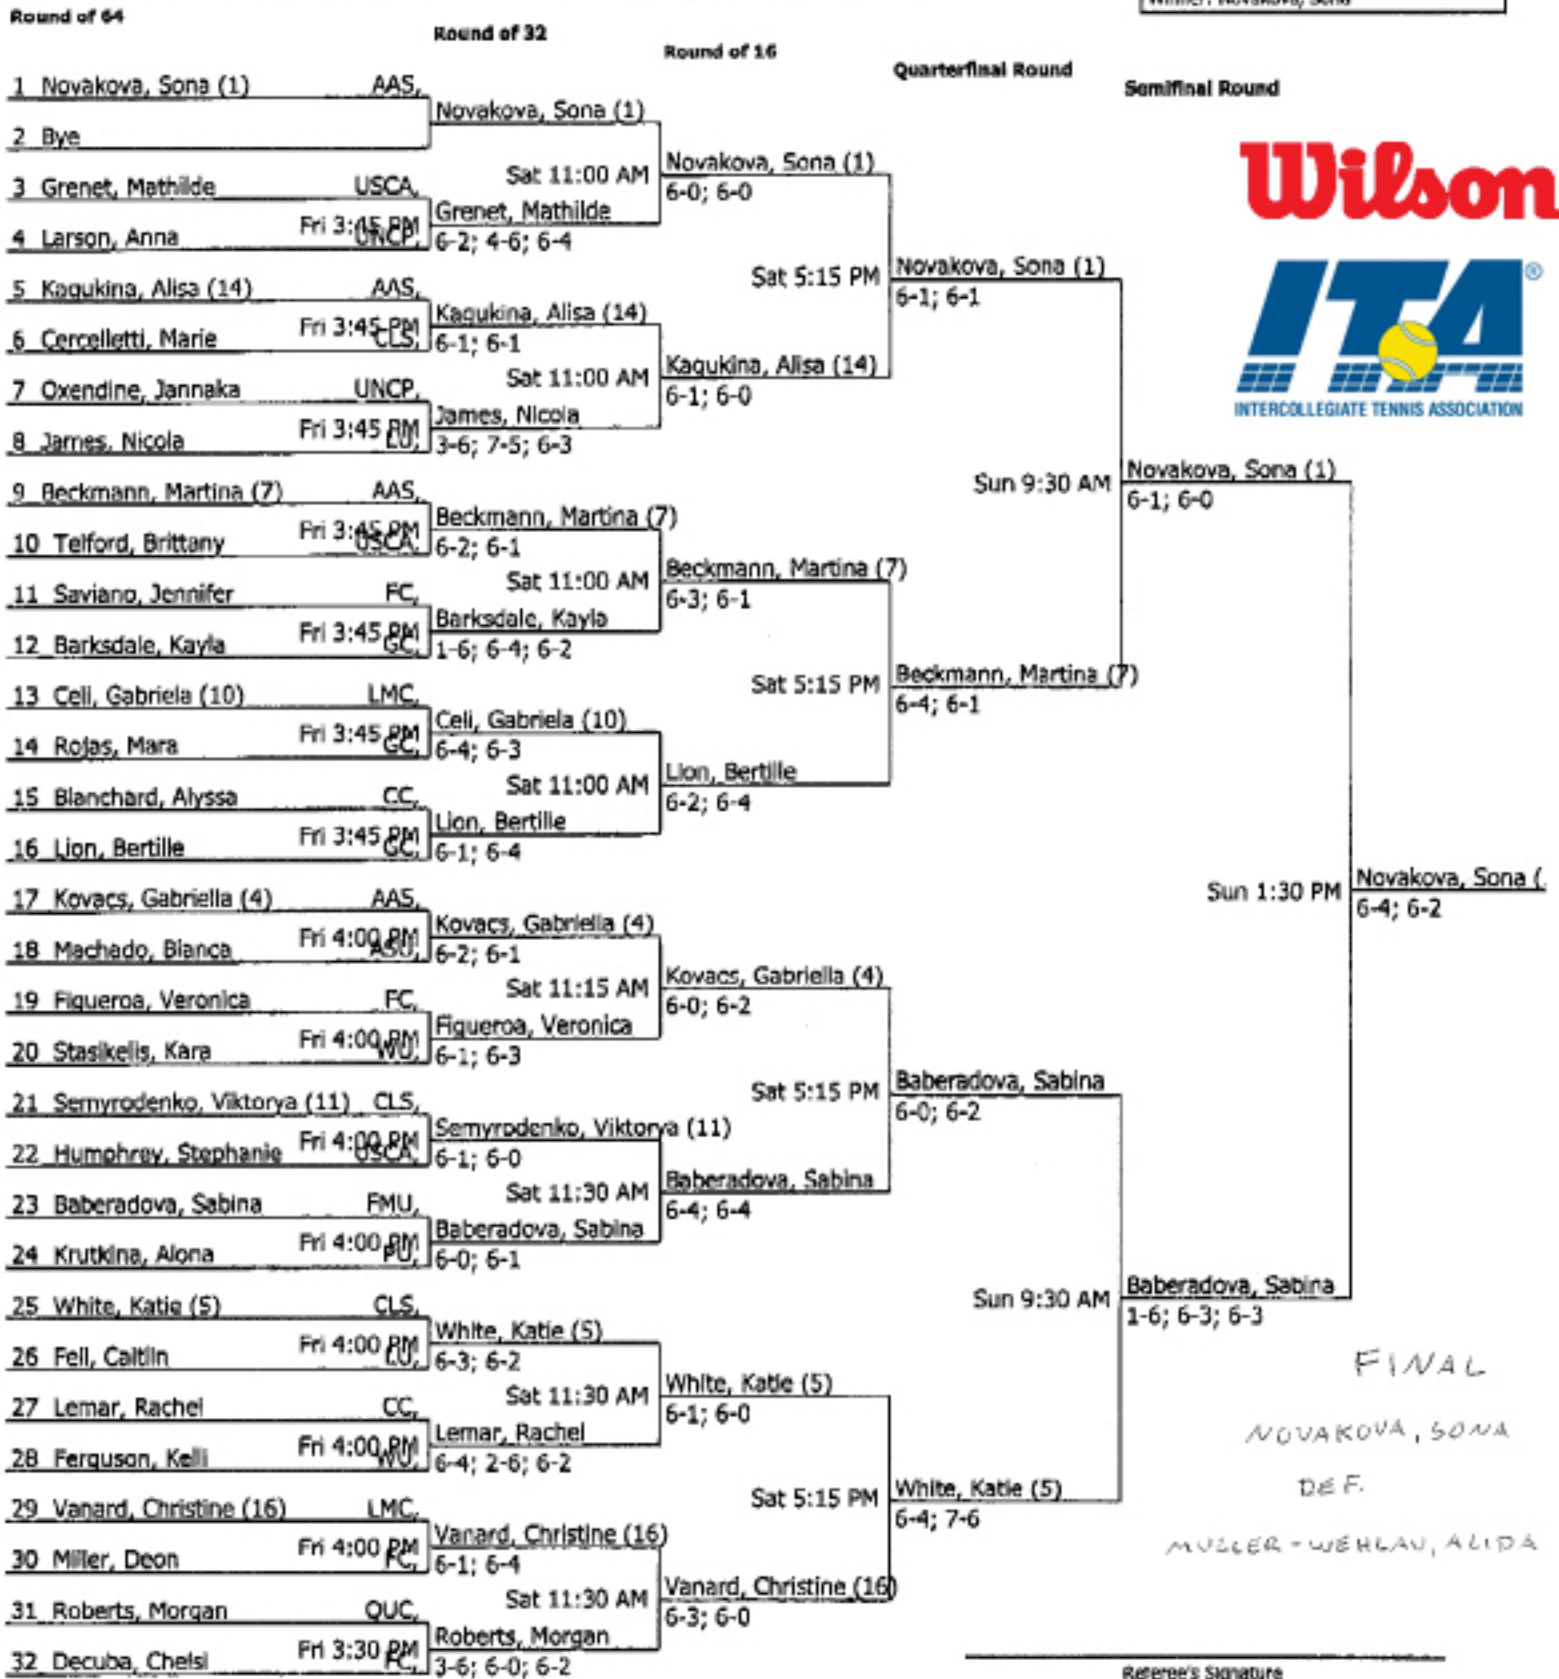 Winner: Novakova, Sona
Round of 64
Round of 32
Round of 16
Quarterfinal Round
Semifinal Round
1 Novakova, Sona (1) AAS,
2 Bye
3 Grenet, Mathilde USCA,
Fri 3:45 PM
4 Larson, Anna UNCP,
5 Kagukina, Alisa (14) AAS,
Fri 3:45 PM
6 Cercelletti, Marie CLS,
7 Oxendine, Jannaka UNCP,
Fri 3:45 PM
8 James, Nicola LU,
9 Beckmann, Martina (7) AAS,
Fri 3:45 PM
10 Telford, Brittany USCA,
11 Saviano, Jennifer FC,
Fri 3:45 PM
12 Barksdale, Kayla GC,
13 Celi, Gabriela (10) LMC,
Fri 3:45 PM
14 Rojas, Mara GC,
15 Blanchard, Alyssa CC,
Fri 3:45 PM
16 Lion, Bertille GC,
17 Kovacs, Gabriella (4) AAS,
Fri 4:00 PM
18 Machado, Bianca ASU,
19 Figueroa, Veronica FC,
Fri 4:00 PM
20 Stasikelis, Kara WU,
21 Semyrodenko, Viktorya (11) CLS,
Fri 4:00 PM
22 Humphrey, Stephanie USCA,
23 Baberadova, Sabina FMU,
Fri 4:00 PM
24 Krutkina, Alona PU,
25 White, Katie (5) CLS,
Fri 4:00 PM
26 Fell, Caitlin LU,
27 Lemar, Rachel CC,
Fri 4:00 PM
28 Ferguson, Kelli WU,
29 Vanard, Christine (16) LMC,
Fri 4:00 PM
30 Miller, Deon FC,
31 Roberts, Morgan QUC,
Fri 3:30 PM
32 Decuba, Chelsi FC,
Novakova, Sona (1)
Sat 11:00 AM
Grenet, Mathilde
6-2; 4-6; 6-4
Kagukina, Alisa (14)
6-1; 6-1
Sat 11:00 AM
James, Nicola
3-6; 7-5; 6-3
Beckmann, Martina (7)
6-2; 6-1
Sat 11:00 AM
Barksdale, Kayla
1-6; 6-4; 6-2
Celi, Gabriela (10)
6-4; 6-3
Sat 11:00 AM
Lion, Bertille
6-1; 6-4
Kovacs, Gabriella (4)
6-2; 6-1
Sat 11:15 AM
Figueroa, Veronica
6-1; 6-3
Semyrodenko, Viktorya (11)
6-1; 6-0
Sat 11:30 AM
Baberadova, Sabina
6-0; 6-1
White, Katie (5)
6-3; 6-2
Sat 11:30 AM
Lemar, Rachel
6-4; 2-6; 6-2
Vanard, Christine (16)
6-1; 6-4
Sat 11:30 AM
Roberts, Morgan
3-6; 6-0; 6-2
Novakova, Sona (1)
6-0; 6-0
Sat 5:15 PM
Kagukina, Alisa (14)
6-1; 6-0
Beckmann, Martina (7)
6-3; 6-1
Sat 5:15 PM
Lion, Bertille
6-2; 6-4
Kovacs, Gabriella (4)
6-0; 6-2
Sat 5:15 PM
Baberadova, Sabina
6-4; 6-4
White, Katie (5)
6-1; 6-0
Sat 5:15 PM
Vanard, Christine (16)
6-3; 6-0
Novakova, Sona (1)
6-1; 6-1
Sun 9:30 AM
Beckmann, Martina (7)
6-4; 6-1
Baberadova, Sabina
6-0; 6-2
Sun 9:30 AM
White, Katie (5)
6-4; 7-6
Novakova, Sona (1)
6-1; 6-0
Sun 1:30 PM
Baberadova, Sabina
1-6; 6-3; 6-3
Novakova, Sona (
6-4; 6-2
Wilson
ITA®
INTERCOLLEGIATE TENNIS ASSOCIATION
FINAL
NOVAKOVA, SONA
DEF.
MULLER-WEHLAU, ALIDA
Referee's Signature